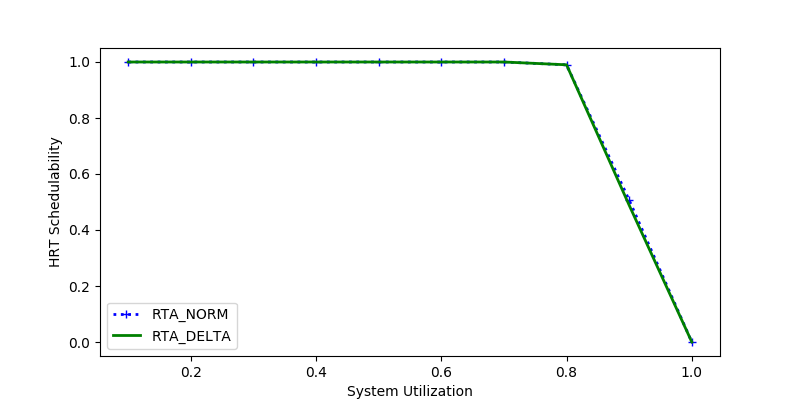 1.0
0.8
0.6
0.4
0.2
0.0
HRT Schedulability
RTA_NORM
RTA_DELTA
0.2 0.4 0.6 0.8 1.0
System Utilization